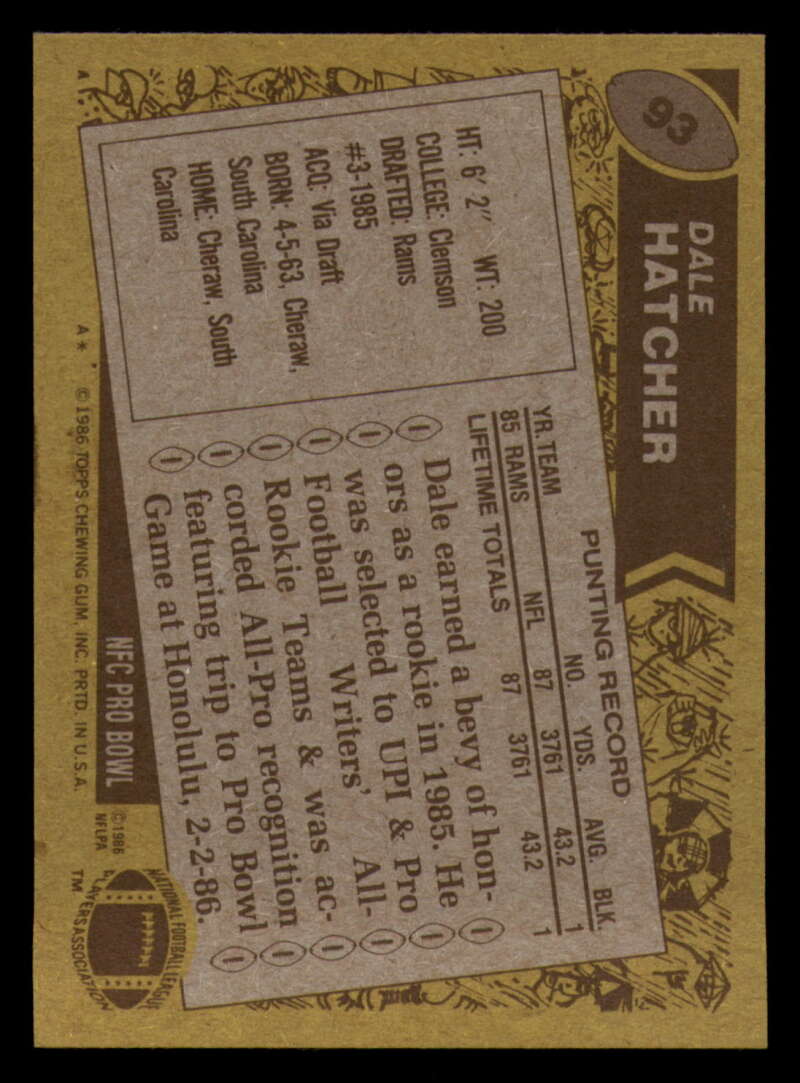 93
DALE
HATCHER
HT: 6' 2" WT: 200
COLLEGE: Clemson
DRAFTED: Rams
#3-1985
ACQ: Via Draft
BORN: 4-5-63, Cheraw,
South Carolina
HOME: Cheraw, South
Carolina
PUNTING RECORD
YR. TEAM NO. YDS. AVG. BLK.
85 RAMS NFL 87 3761 43.2 1
LIFETIME TOTALS 87 3761 43.2 1
Dale earned a bevy of hon-
ors as a rookie in 1985. He
was selected to UPI & Pro
Football Writers' All-
Rookie Teams & was ac-
corded All-Pro recognition
featuring trip to Pro Bowl
Game at Honolulu, 2-2-86.
NFC PRO BOWL
A
A* ©1986 TOPPS CHEWING GUM, INC. PRTD. IN U.S.A.
©1986
NFLPA
NATIONAL FOOTBALL LEAGUE
PLAYERS ASSOCIATION
TM